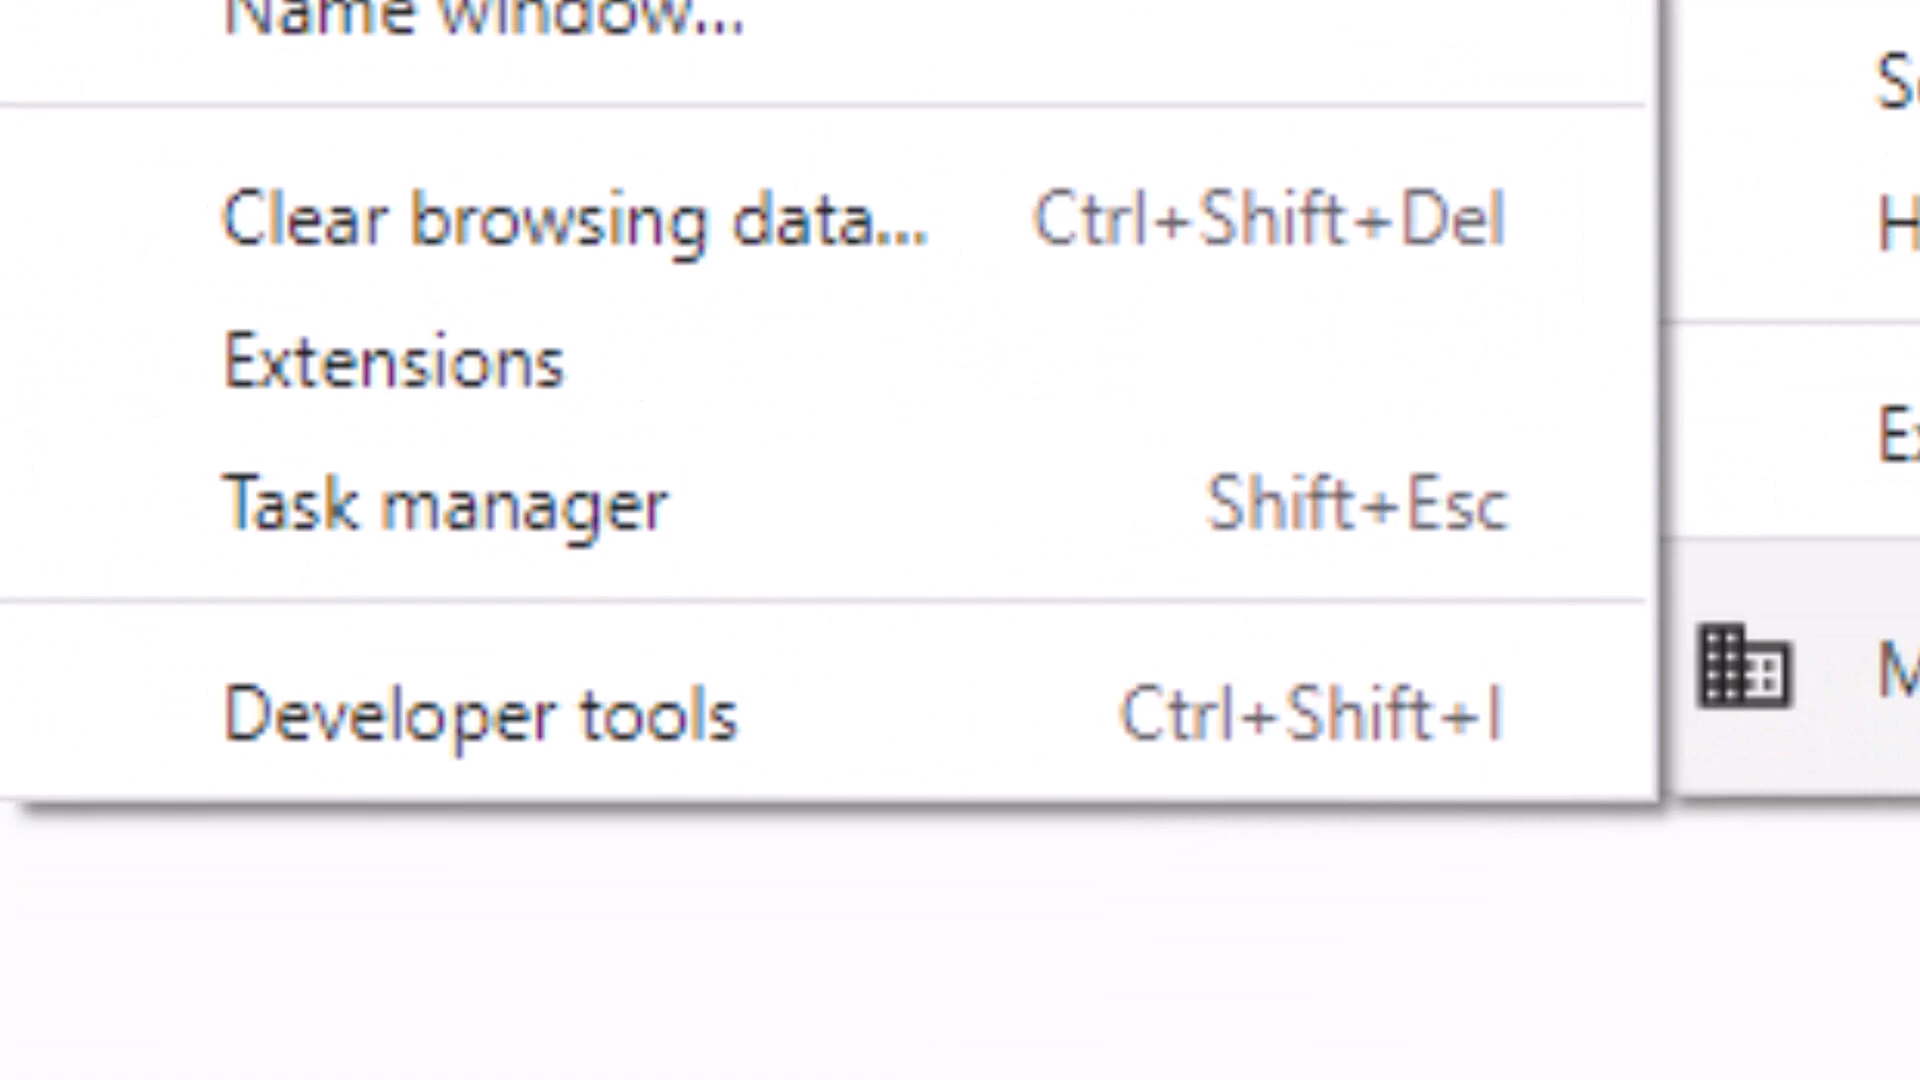 Name window...
Clear browsing data... Ctrl+Shift+Del
Extensions
Task manager Shift+Esc
Developer tools Ctrl+Shift+I